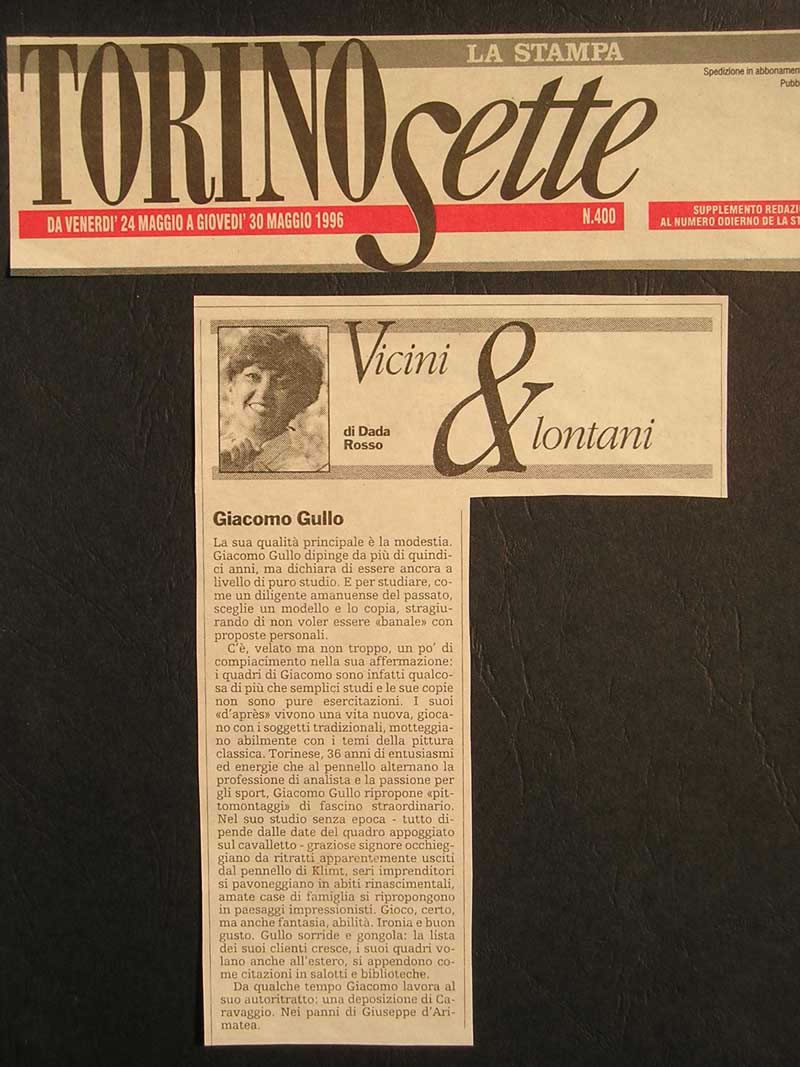 LA STAMPA
TORINOsette
Spedizione in abbonamen
Pubb
DA VENERDI' 24 MAGGIO A GIOVEDI' 30 MAGGIO 1996
N.400
SUPPLEMENTO REDAZI
AL NUMERO ODIERNO DE LA ST
Vicini
&
lontani
di Dada
Rosso
Giacomo Gullo
La sua qualità principale è la modestia.
Giacomo Gullo dipinge da più di quindi-
ci anni, ma dichiara di essere ancora a
livello di puro studio. E per studiare, co-
me un diligente amanuense del passato,
sceglie un modello e lo copia, stragiu-
rando di non voler essere «banale» con
proposte personali.
C'è, velato ma non troppo, un po' di
compiacimento nella sua affermazione:
i quadri di Giacomo sono infatti qualco-
sa di più che semplici studi e le sue copie
non sono pure esercitazioni. I suoi
«d'après» vivono una vita nuova, gioca-
no con i soggetti tradizionali, motteggia-
no abilmente con i temi della pittura
classica. Torinese, 36 anni di entusiasmi
ed energie che al pennello alternano la
professione di analista e la passione per
gli sport, Giacomo Gullo ripropone «pit-
tomontaggi» di fascino straordinario.
Nel suo studio senza epoca - tutto di-
pende dalle date del quadro appoggiato
sul cavalletto - graziose signore occhieg-
giano da ritratti apparentemente usciti
dal pennello di Klimt, seri imprenditori
si pavoneggiano in abiti rinascimentali,
amate case di famiglia si ripropongono
in paesaggi impressionisti. Gioco, certo,
ma anche fantasia, abilità. Ironia e buon
gusto. Gullo sorride e gongola: la lista
dei suoi clienti cresce, i suoi quadri vo-
lano anche all'estero, si appendono co-
me citazioni in salotti e biblioteche.
Da qualche tempo Giacomo lavora al
suo autoritratto: una deposizione di Ca-
ravaggio. Nei panni di Giuseppe d'Ari-
matea.